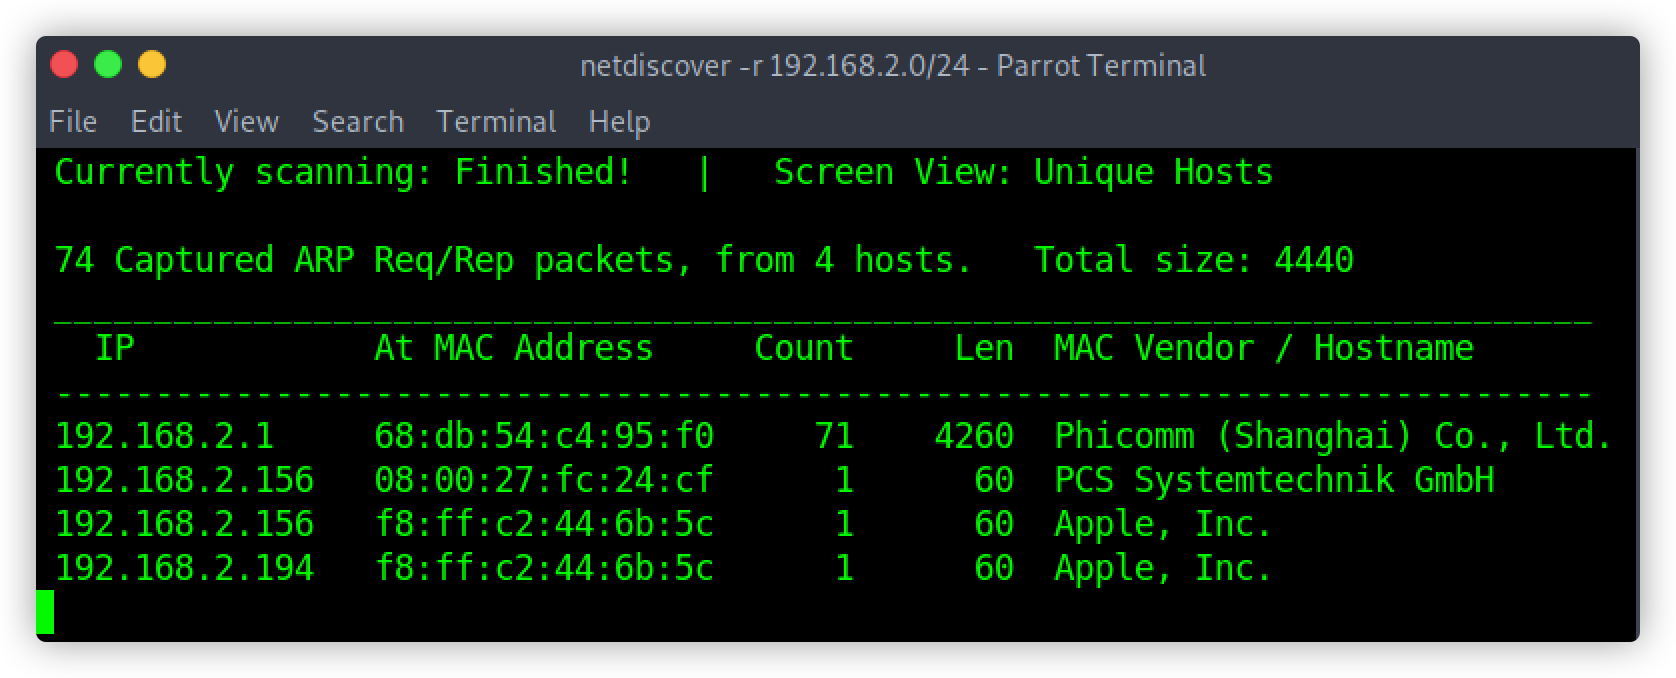 netdiscover -r 192.168.2.0/24 - Parrot Terminal
File Edit View Search Terminal Help
Currently scanning: Finished!   |   Screen View: Unique Hosts
74 Captured ARP Req/Rep packets, from 4 hosts.   Total size: 4440
_____________________________________________________________________________
  IP            At MAC Address     Count     Len  MAC Vendor / Hostname
-----------------------------------------------------------------------------
192.168.2.1     68:db:54:c4:95:f0     71    4260  Phicomm (Shanghai) Co., Ltd.
192.168.2.156   08:00:27:fc:24:cf      1      60  PCS Systemtechnik GmbH
192.168.2.156   f8:ff:c2:44:6b:5c      1      60  Apple, Inc.
192.168.2.194   f8:ff:c2:44:6b:5c      1      60  Apple, Inc.